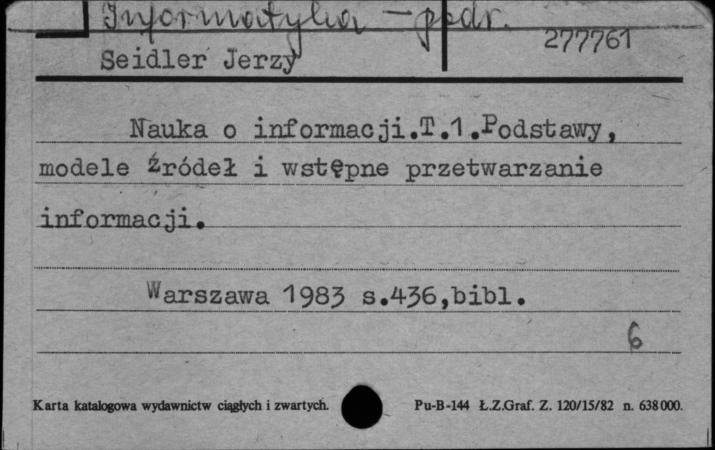 Informatyka - podr.
277761
Seidler Jerzy
Nauka o informacji.T.1.Podstawy,
modele źródeł i wstępne przetwarzanie
informacji.
Warszawa 1983 s.436,bibl.
6
Karta katalogowa wydawnictw ciągłych i zwartych. Pu-B-144 Ł.Z.Graf. Z. 120/15/82 n. 638000.